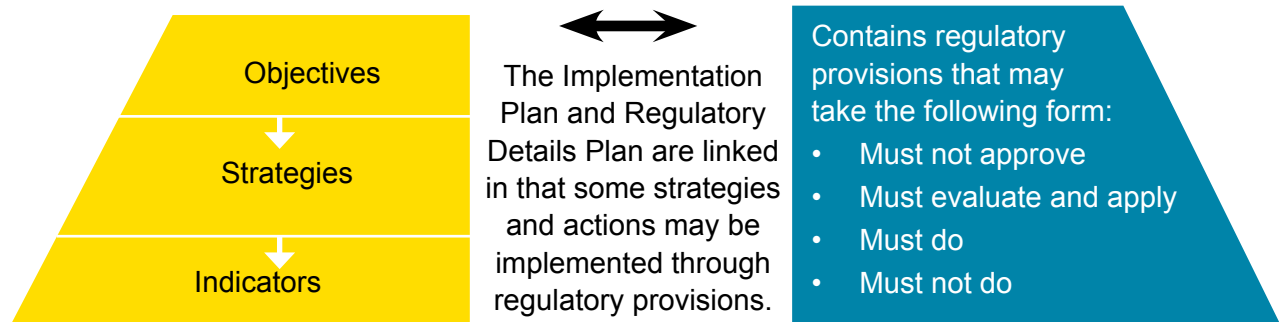 Objectives
Strategies
Indicators
The Implementation
Plan and Regulatory
Details Plan are linked
in that some strategies
and actions may be
implemented through
regulatory provisions.
Contains regulatory
provisions that may
take the following form:
• Must not approve
• Must evaluate and apply
• Must do
• Must not do